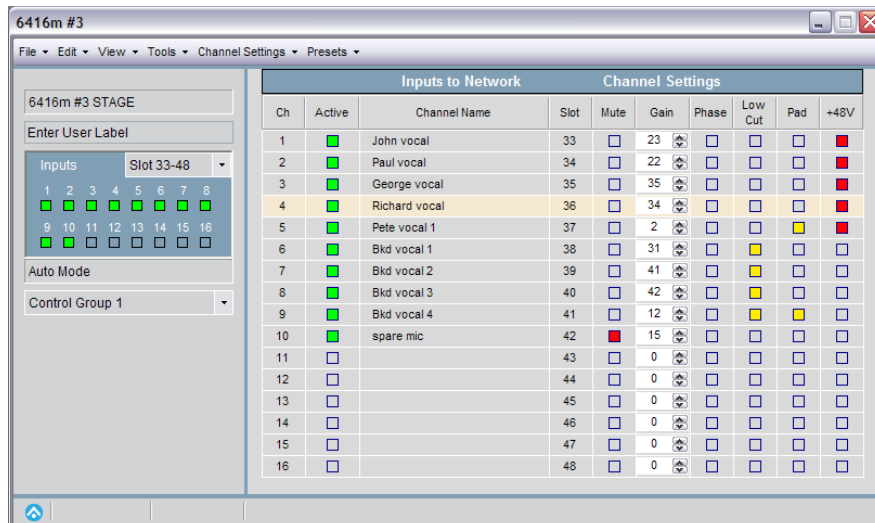 6416m #3
File Edit View Tools Channel Settings Presets
6416m #3 STAGE
Enter User Label
Inputs Slot 33-48
1 2 3 4 5 6 7 8
9 10 11 12 13 14 15 16
Auto Mode
Control Group 1
Inputs to Network Channel Settings
Ch Active Channel Name Slot Mute Gain Phase Low Cut Pad +48V
1 John vocal 33 23
2 Paul vocal 34 22
3 George vocal 35 35
4 Richard vocal 36 34
5 Pete vocal 1 37 2
6 Bkd vocal 1 38 31
7 Bkd vocal 2 39 41
8 Bkd vocal 3 40 42
9 Bkd vocal 4 41 12
10 spare mic 42 15
11 43 0
12 44 0
13 45 0
14 46 0
15 47 0
16 48 0